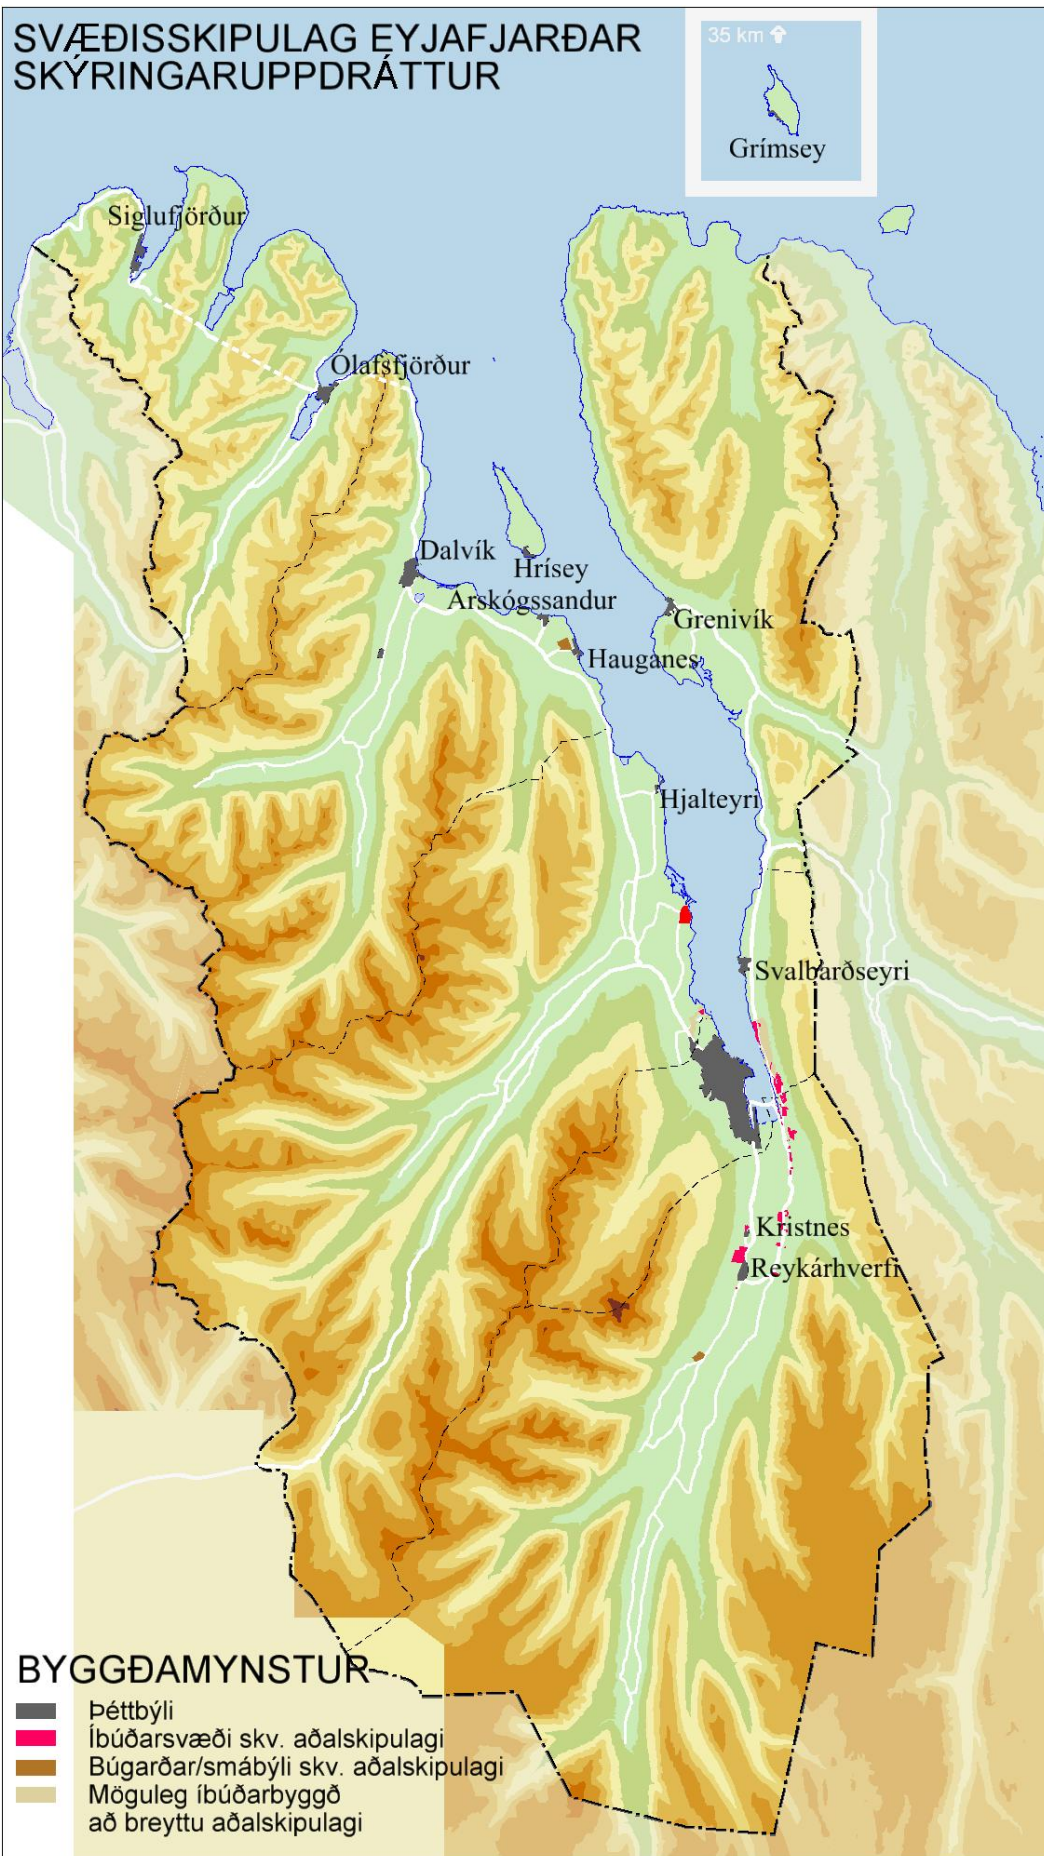 SVÆÐISSKIPULAG EYJAFJARÐAR
SKÝRINGARUPPDRÁTTUR
35 km
Grímsey
Siglufjörður
Ólafsfjörður
Dalvík
Hrísey
Arskógssandur
Grenivík
Hauganes
Hjalteyri
Svalbarðseyri
Kristnes
Reykárhverfi
BYGGÐAMYNSTUR
Þéttbýli
Íbúðarsvæði skv. aðalskipulagi
Búgarðar/smábýli skv. aðalskipulagi
Möguleg íbúðarbyggð
að breyttu aðalskipulagi